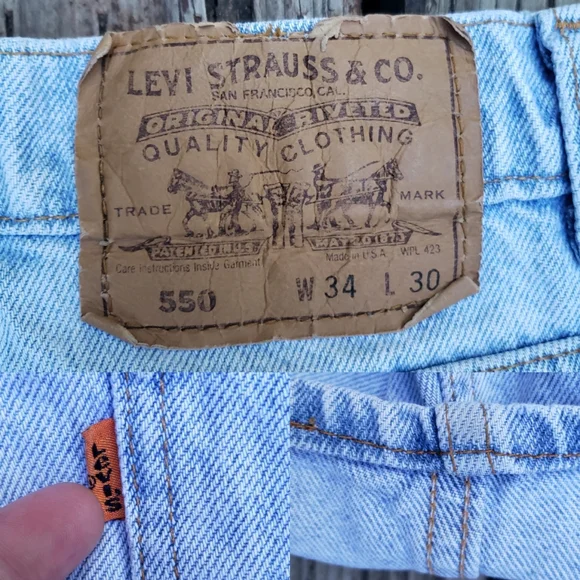 LEVI STRAUSS & CO.
SAN FRANCISCO, CAL.
ORIGINAL RIVETED
QUALITY CLOTHING
TRADE MARK
PATENTED IN U.S. MAY 20 1873
Made in U.S.A. WPL 423
Care Instructions Inside Garment
550 W 34 L 30
LEVI'S